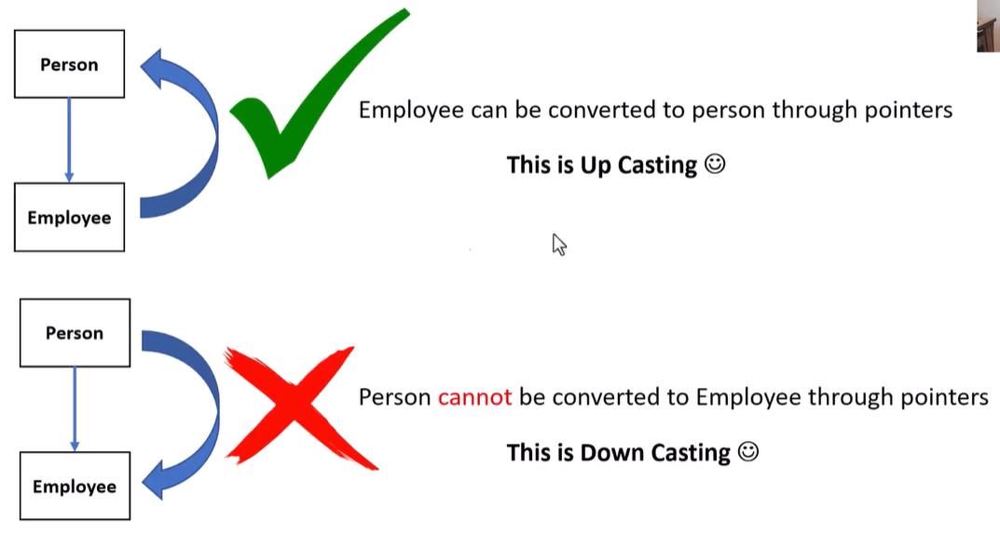 Person
Employee can be converted to person through pointers
This is Up Casting ☺
Employee
Person
Person cannot be converted to Employee through pointers
This is Down Casting ☺
Employee